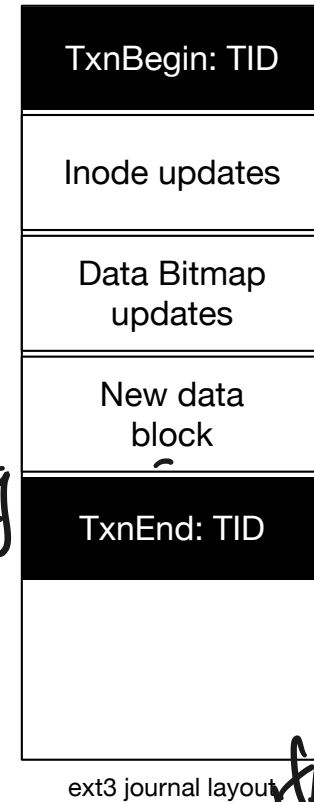 TxnBegin: TID
Inode updates
Data Bitmap
updates
New data
block
TxnEnd: TID
ext3 journal layout